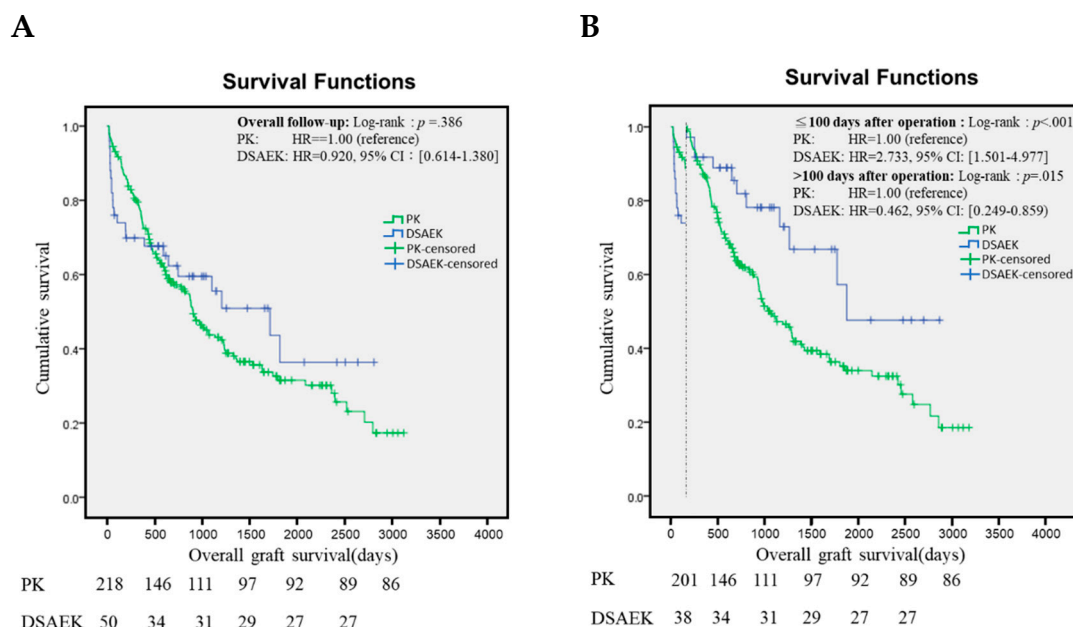 A
Survival Functions
Overall follow-up: Log-rank : p =.386
PK: HR==1.00 (reference)
DSAEK: HR=0.920, 95% CI : [0.614-1.380]
PK
DSAEK
PK-censored
DSAEK-censored
Cumulative survival
1.0
0.8
0.6
0.4
0.2
0.0
0 500 1000 1500 2000 2500 3000 3500 4000
Overall graft survival(days)
PK 218 146 111 97 92 89 86
DSAEK 50 34 31 29 27 27
B
Survival Functions
≦100 days after operation : Log-rank : p<.001
PK: HR=1.00 (reference)
DSAEK: HR=2.733, 95% CI: [1.501-4.977]
>100 days after operation: Log-rank : p=.015
PK: HR=1.00 (reference)
DSAEK: HR=0.462, 95% CI: [0.249-0.859)
PK
DSAEK
PK-censored
DSAEK-censored
Cumulative survival
1.0
0.8
0.6
0.4
0.2
0.0
0 500 1000 1500 2000 2500 3000 3500 4000
Overall graft survival(days)
PK 201 146 111 97 92 89 86
DSAEK 38 34 31 29 27 27